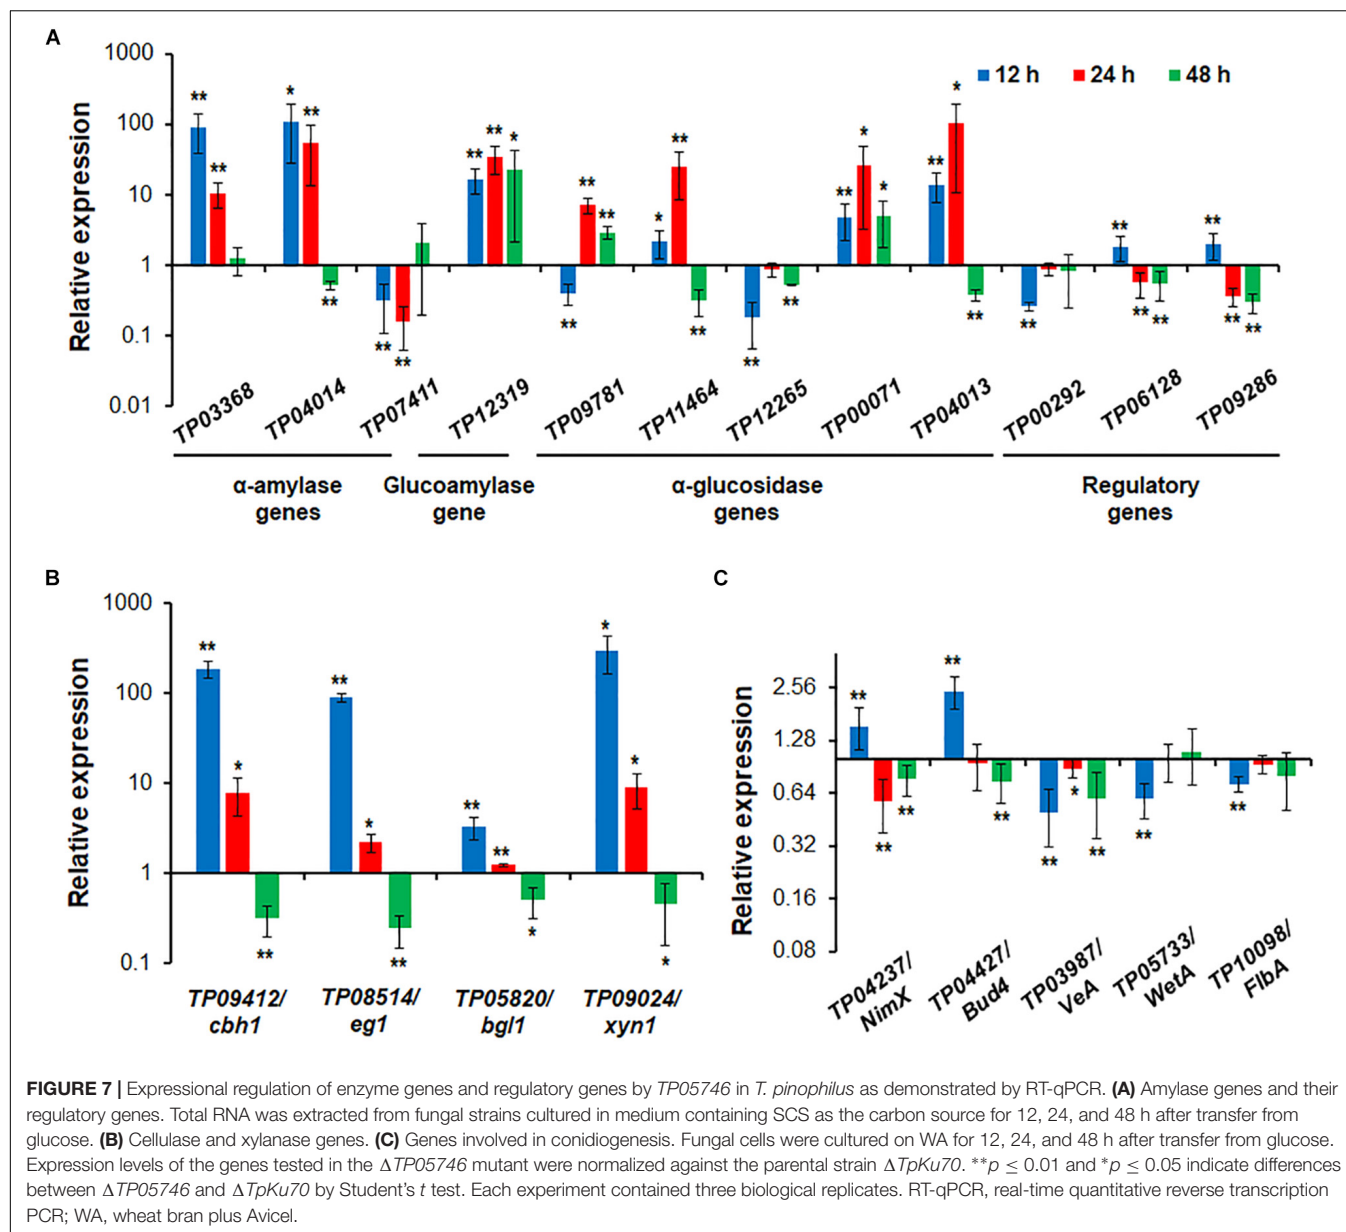 A
1000
100
10
1
0.1
0.01
Relative expression
12 h 24 h 48 h
** ** * ** ** ** ** ** * ** ** ** * ** ** ** ** ** * * ** * ** ** ** ** ** ** ** **
TP03368 TP04014 TP07411 TP12319 TP09781 TP11464 TP12265 TP00071 TP04013 TP00292 TP06128 TP09286
α-amylase Glucoamylase α-glucosidase Regulatory
genes gene genes genes
B
1000
100
10
1
0.1
Relative expression
** * ** ** * ** ** ** * * * *
TP09412/ TP08514/ TP05820/ TP09024/
cbh1 eg1 bgl1 xyn1
C
2.56
1.28
0.64
0.32
0.16
0.08
Relative expression
** ** ** ** ** ** * ** ** **
TP04237/ TP04427/ TP03987/ TP05733/ TP10098/
NimX Bud4 VeA WetA FlbA
FIGURE 7 | Expressional regulation of enzyme genes and regulatory genes by TP05746 in T. pinophilus as demonstrated by RT-qPCR. (A) Amylase genes and their
regulatory genes. Total RNA was extracted from fungal strains cultured in medium containing SCS as the carbon source for 12, 24, and 48 h after transfer from
glucose. (B) Cellulase and xylanase genes. (C) Genes involved in conidiogenesis. Fungal cells were cultured on WA for 12, 24, and 48 h after transfer from glucose.
Expression levels of the genes tested in the ΔTP05746 mutant were normalized against the parental strain ΔTpKu70. **p ≤ 0.01 and *p ≤ 0.05 indicate differences
between ΔTP05746 and ΔTpKu70 by Student's t test. Each experiment contained three biological replicates. RT-qPCR, real-time quantitative reverse transcription
PCR; WA, wheat bran plus Avicel.